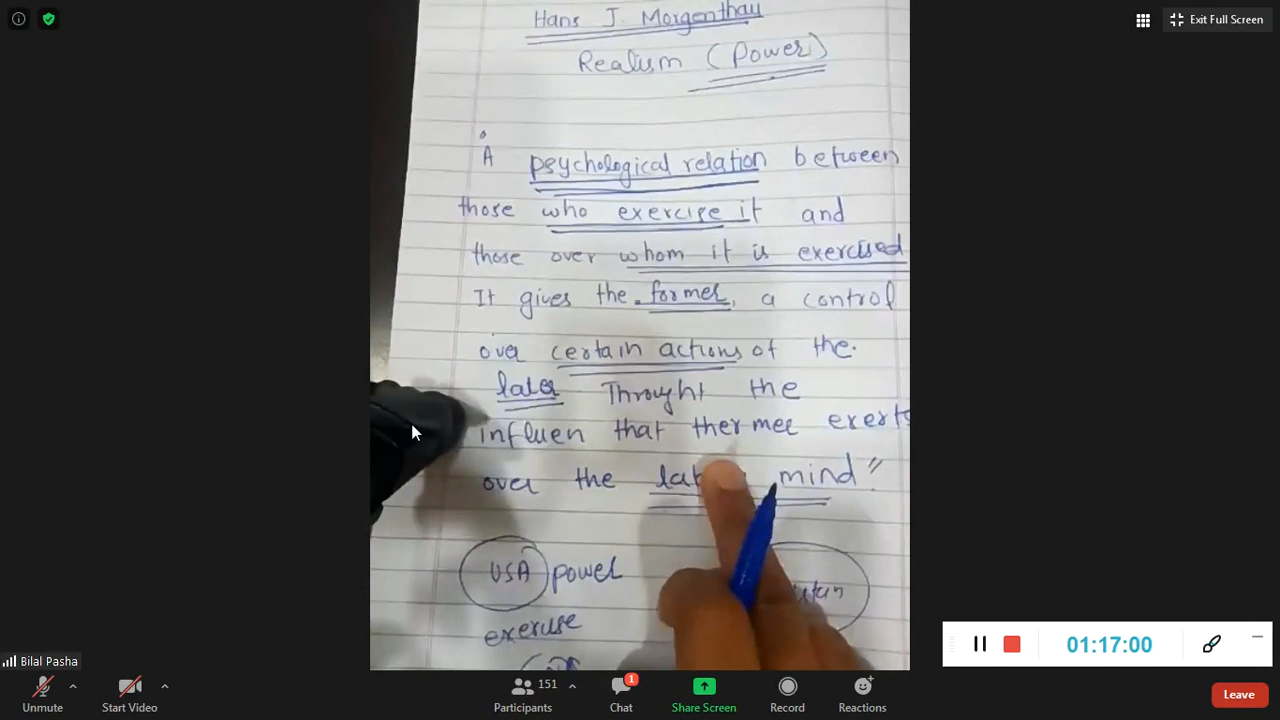 Exit Full Screen
Hans J. Morgenthau
Realism (Power)
A psychological relation between
those who exercise it and
those over whom it is exercised
It gives the former, a control
over certain actions of the
later Throught the
influen that thermer exerts
over the mind"
USA power
exercise
Bilal Pasha
01:17:00
Unmute
Start Video
151
Participants
1
Chat
Share Screen
Record
Reactions
Leave